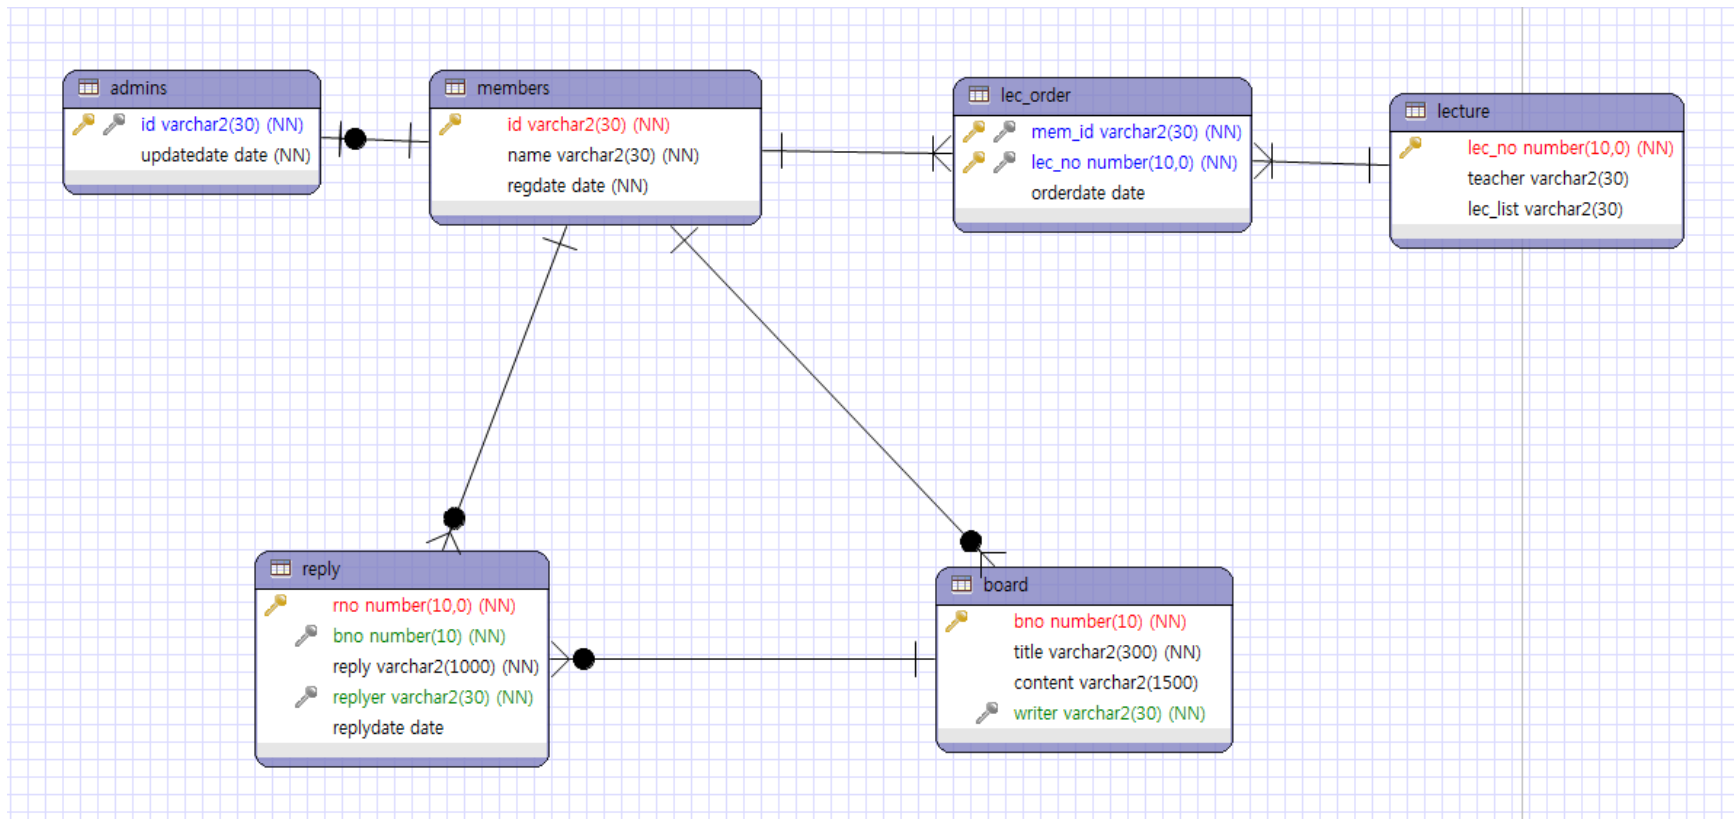 admins
id varchar2(30) (NN)
updatedate date (NN)
members
id varchar2(30) (NN)
name varchar2(30) (NN)
regdate date (NN)
lec_order
mem_id varchar2(30) (NN)
lec_no number(10,0) (NN)
orderdate date
lecture
lec_no number(10,0) (NN)
teacher varchar2(30)
lec_list varchar2(30)
reply
rno number(10,0) (NN)
bno number(10) (NN)
reply varchar2(1000) (NN)
replyer varchar2(30) (NN)
replydate date
board
bno number(10) (NN)
title varchar2(300) (NN)
content varchar2(1500)
writer varchar2(30) (NN)